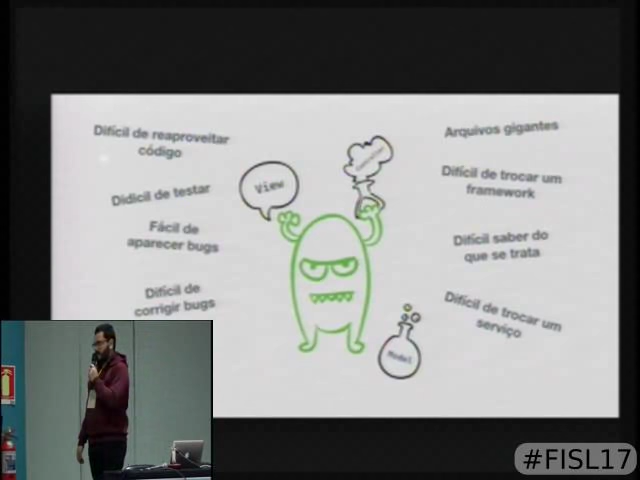 Difícil de reaproveitar
código
Didicil de testar
Fácil de
aparecer bugs
Difícil de
corrigir bugs
View
Controller
Model
Arquivos gigantes
Difícil de trocar um
framework
Difícil saber do
que se trata
Difícil de trocar um
serviço
#FISL17